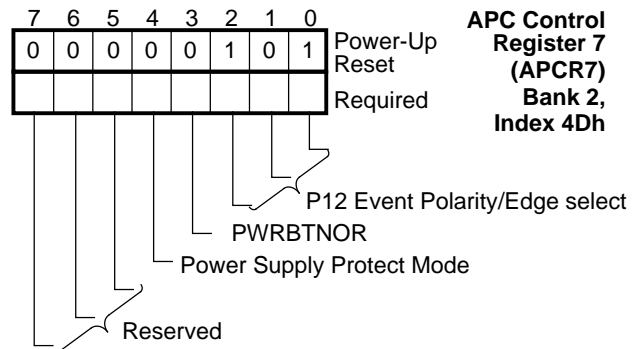 7 6 5 4 3 2 1 0
0 0 0 0 0 1 0 1
Power-Up
Reset
Required
APC Control
Register 7
(APCR7)
Bank 2,
Index 4Dh
P12 Event Polarity/Edge select
PWRBTNOR
Power Supply Protect Mode
Reserved